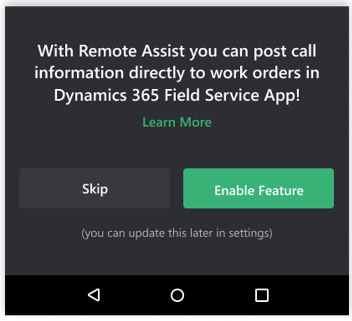 With Remote Assist you can post call
information directly to work orders in
Dynamics 365 Field Service App!
Learn More
Skip
Enable Feature
(you can update this later in settings)